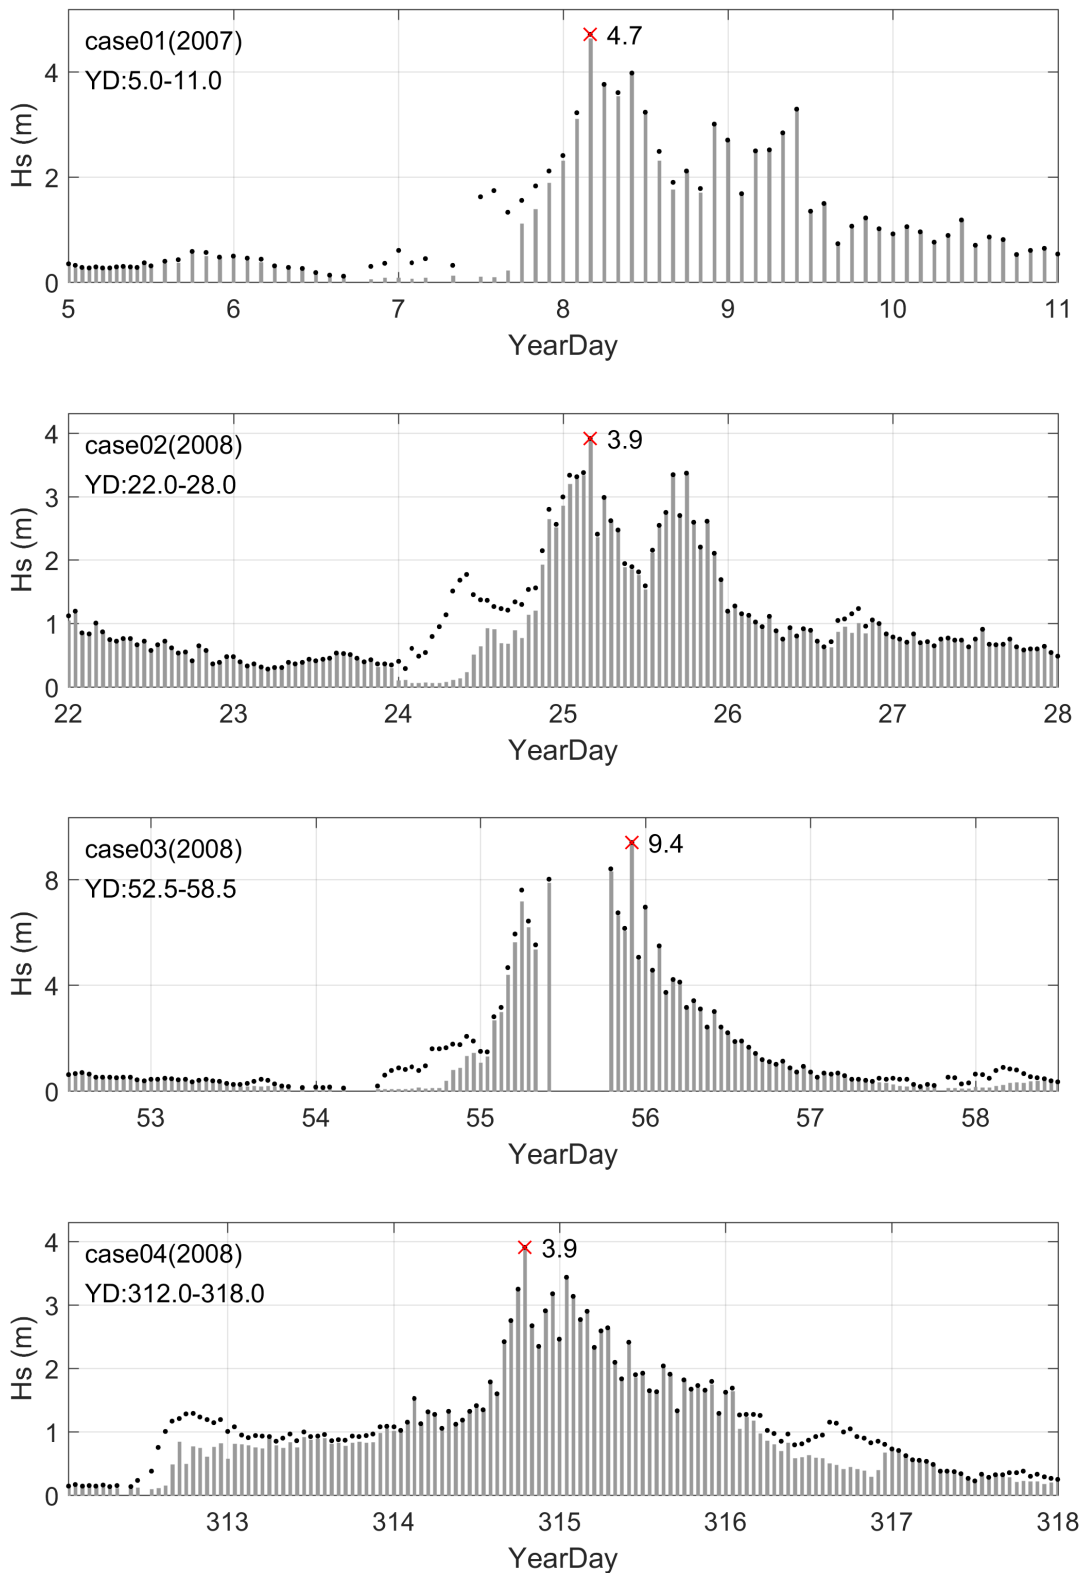 case01(2007)
YD:5.0-11.0
4.7
Hs (m)
4
2
0
5 6 7 8 9 10 11
YearDay
case02(2008)
YD:22.0-28.0
3.9
Hs (m)
4
3
2
1
0
22 23 24 25 26 27 28
YearDay
case03(2008)
YD:52.5-58.5
9.4
Hs (m)
8
4
0
53 54 55 56 57 58
YearDay
case04(2008)
YD:312.0-318.0
3.9
Hs (m)
4
3
2
1
0
313 314 315 316 317 318
YearDay